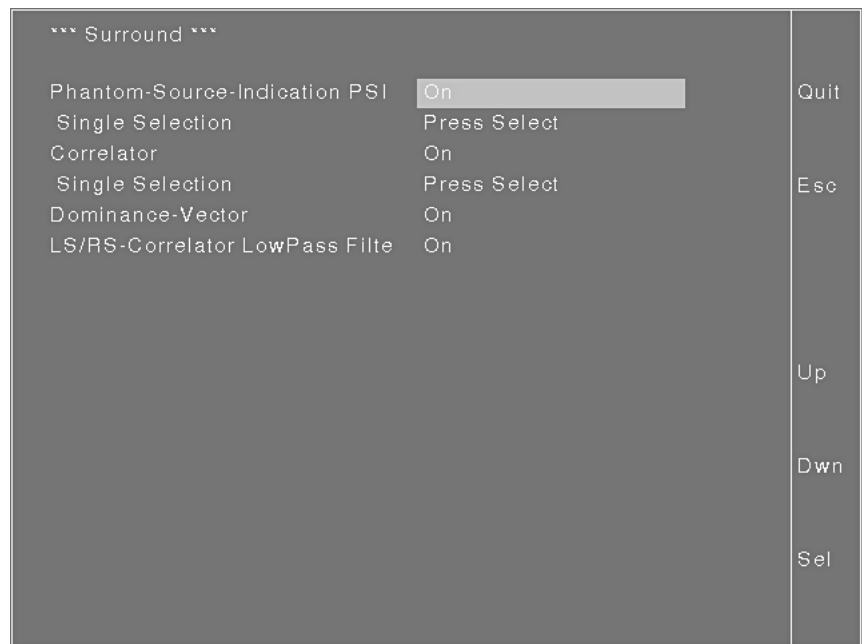 *** Surround ***
Phantom-Source-Indication PSI On Quit
Single Selection Press Select
Correlator On
Single Selection Press Select Esc
Dominance-Vector On
LS/RS-Correlator LowPass Filte On
Up
Dwn
Sel